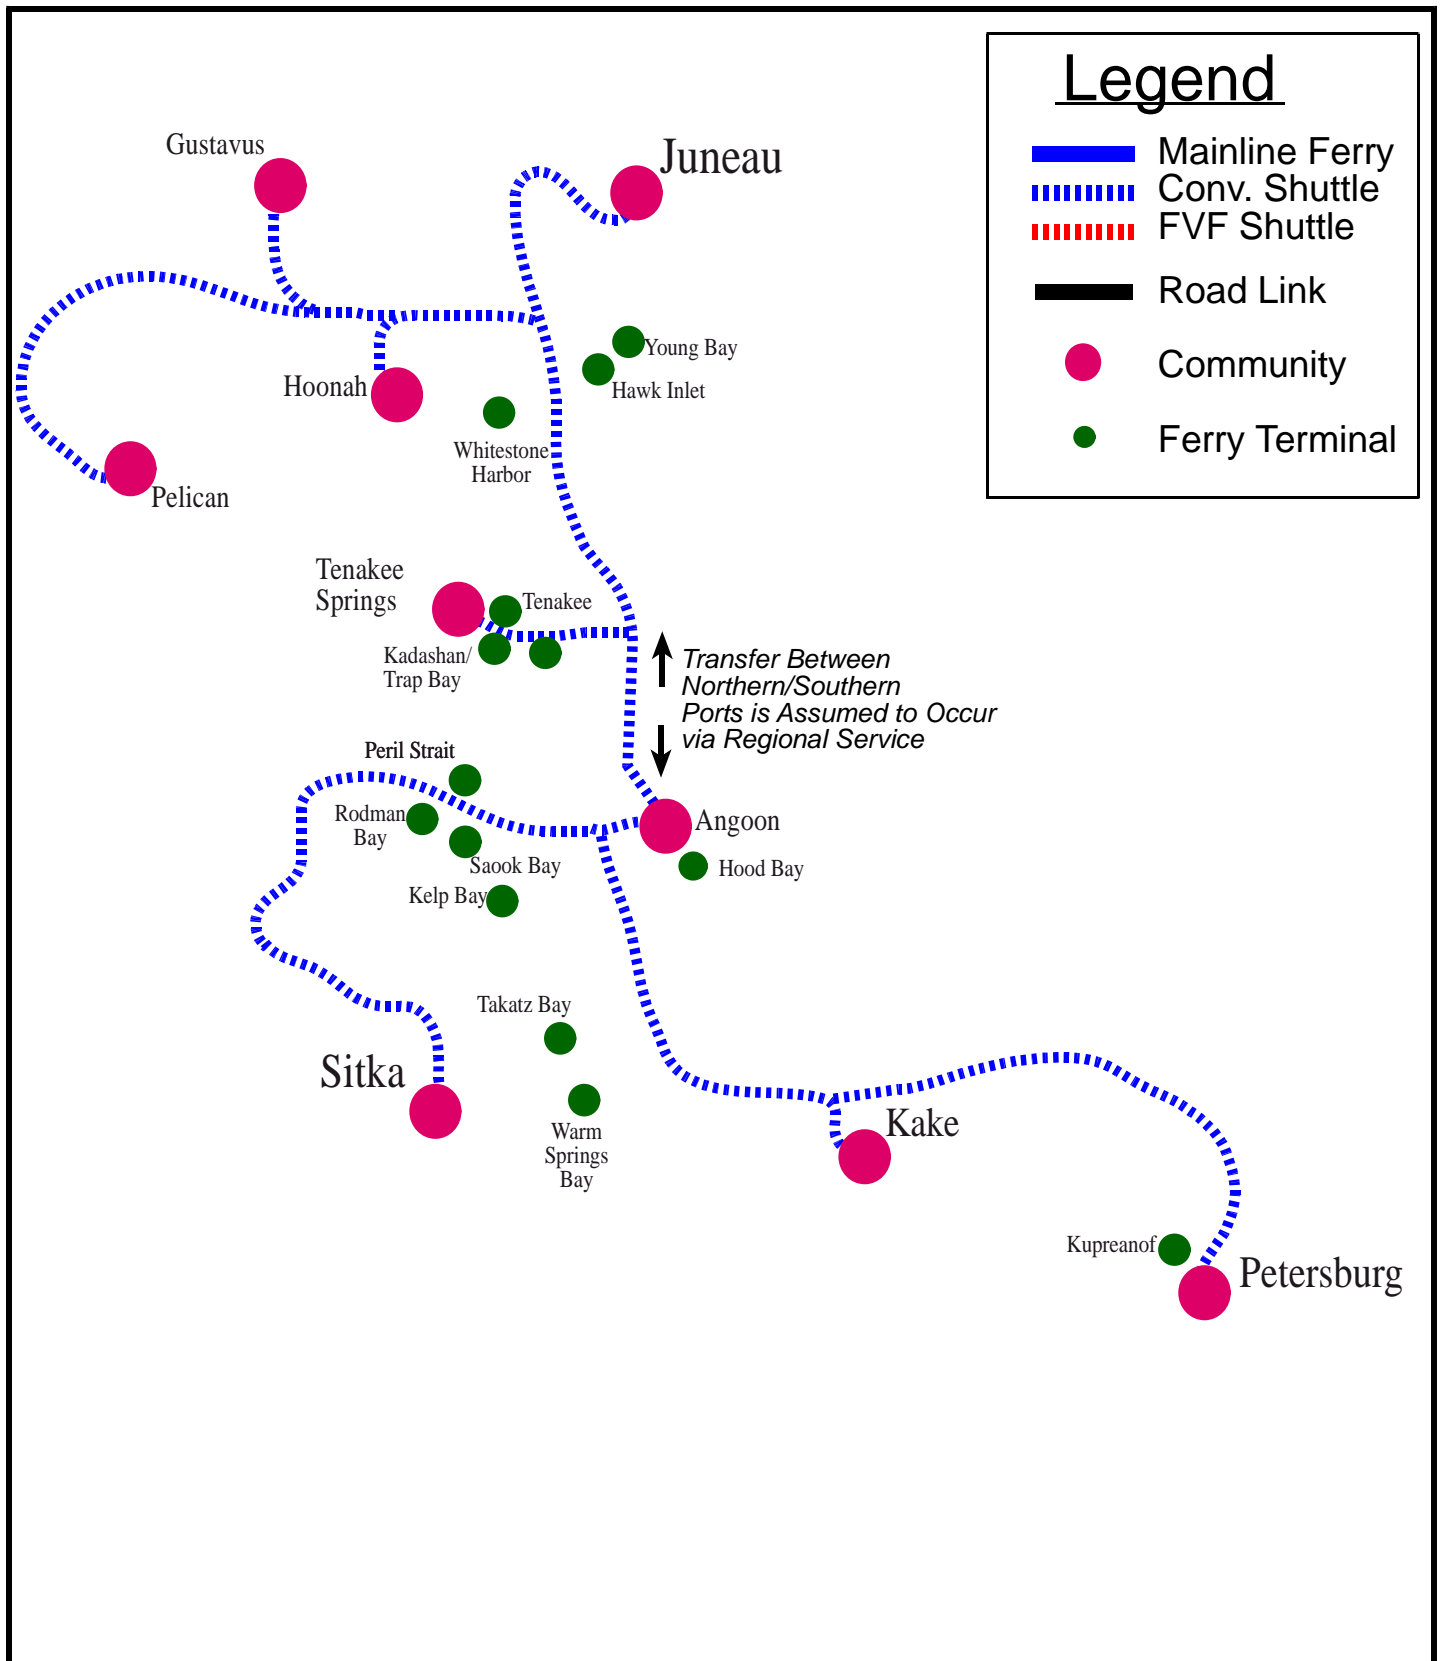 Legend
Mainline Ferry
Conv. Shuttle
FVF Shuttle
Road Link
Community
Ferry Terminal
Gustavus
Juneau
Young Bay
Hawk Inlet
Hoonah
Whitestone
Harbor
Pelican
Tenakee
Springs
Tenakee
Kadashan/
Trap Bay
Transfer Between
Northern/Southern
Ports is Assumed to Occur
via Regional Service
Peril Strait
Rodman
Bay
Angoon
Saook Bay
Hood Bay
Kelp Bay
Takatz Bay
Sitka
Warm
Springs
Bay
Kake
Kupreanof
Petersburg